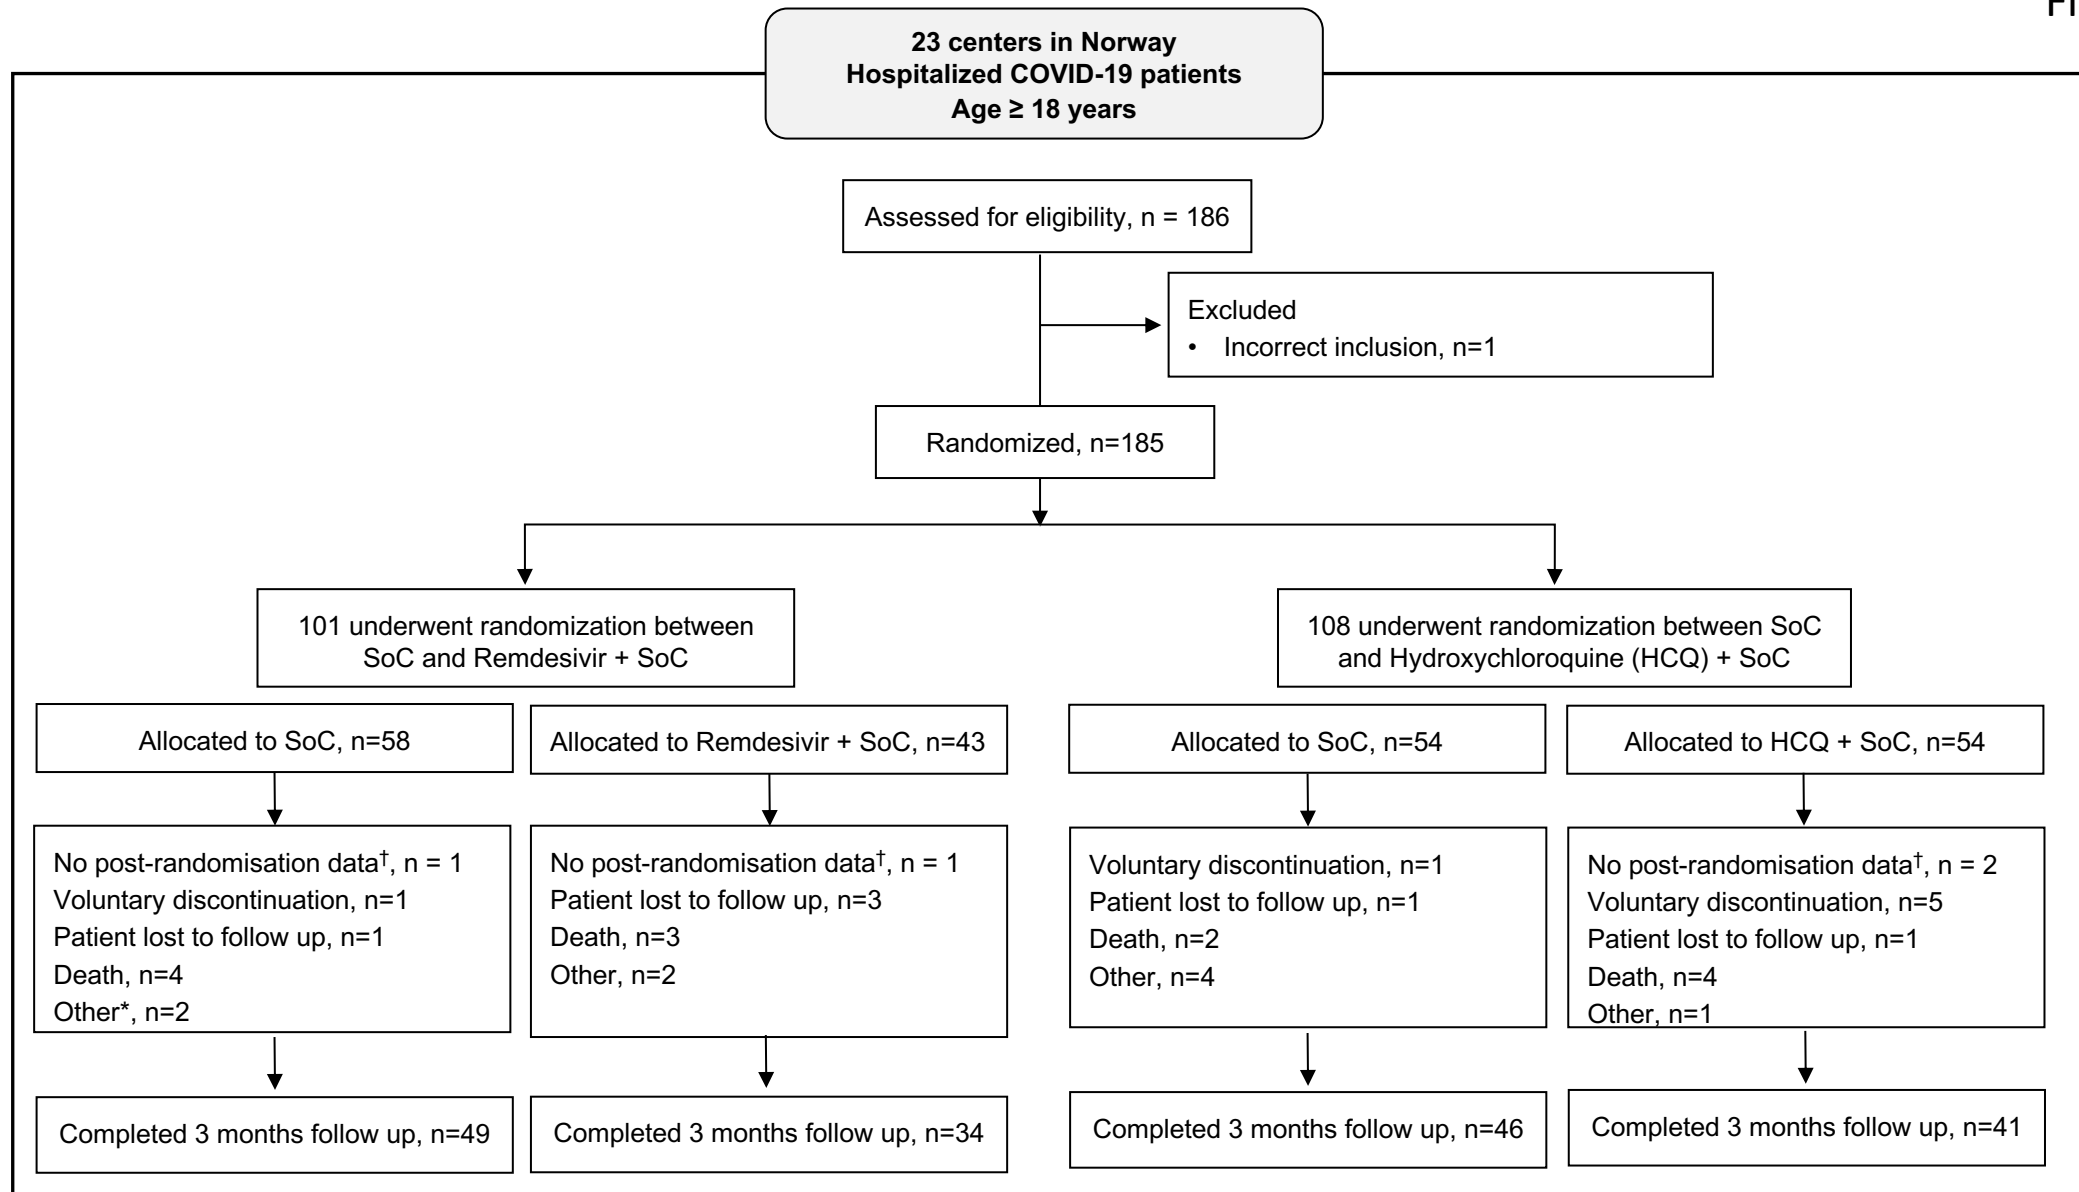 FI
23 centers in Norway
Hospitalized COVID-19 patients
Age ≥ 18 years
Assessed for eligibility, n = 186
Excluded
• Incorrect inclusion, n=1
Randomized, n=185
101 underwent randomization between
SoC and Remdesivir + SoC
108 underwent randomization between SoC
and Hydroxychloroquine (HCQ) + SoC
Allocated to SoC, n=58
Allocated to Remdesivir + SoC, n=43
Allocated to SoC, n=54
Allocated to HCQ + SoC, n=54
No post-randomisation data†, n = 1
Voluntary discontinuation, n=1
Patient lost to follow up, n=1
Death, n=4
Other*, n=2
No post-randomisation data†, n = 1
Patient lost to follow up, n=3
Death, n=3
Other, n=2
Voluntary discontinuation, n=1
Patient lost to follow up, n=1
Death, n=2
Other, n=4
No post-randomisation data†, n = 2
Voluntary discontinuation, n=5
Patient lost to follow up, n=1
Death, n=4
Other, n=1
Completed 3 months follow up, n=49
Completed 3 months follow up, n=34
Completed 3 months follow up, n=46
Completed 3 months follow up, n=41